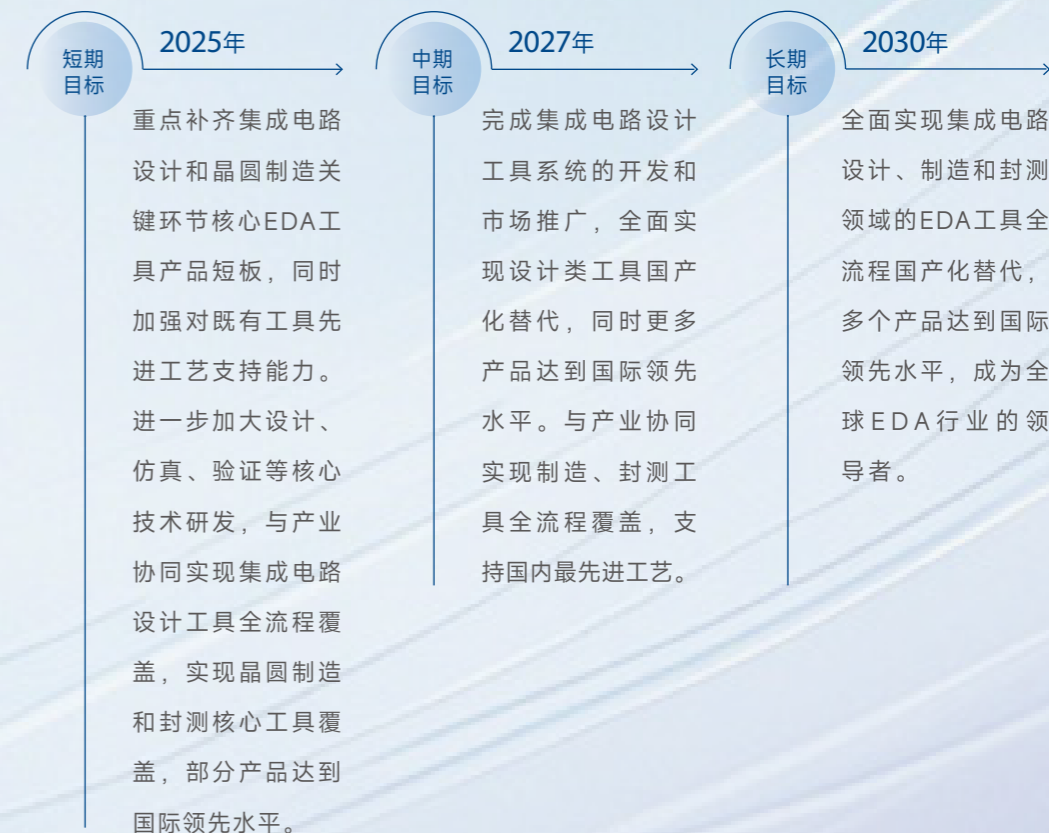 短期
目标
2025年
重点补齐集成电路
设计和晶圆制造关
键环节核心EDA工
具产品短板，同时
加强对既有工具先
进工艺支持能力。
进一步加大设计、
仿真、验证等核心
技术研发，与产业
协同实现集成电路
设计工具全流程覆
盖，实现晶圆制造
和封测核心工具覆
盖，部分产品达到
国际领先水平。
中期
目标
2027年
完成集成电路设计
工具系统的开发和
市场推广，全面实
现设计类工具国产
化替代，同时更多
产品达到国际领先
水平。与产业协同
实现制造、封测工
具全流程覆盖，支
持国内最先进工艺。
长期
目标
2030年
全面实现集成电路
设计、制造和封测
领域的EDA工具全
流程国产化替代，
多个产品达到国际
领先水平，成为全
球EDA行业的领
导者。